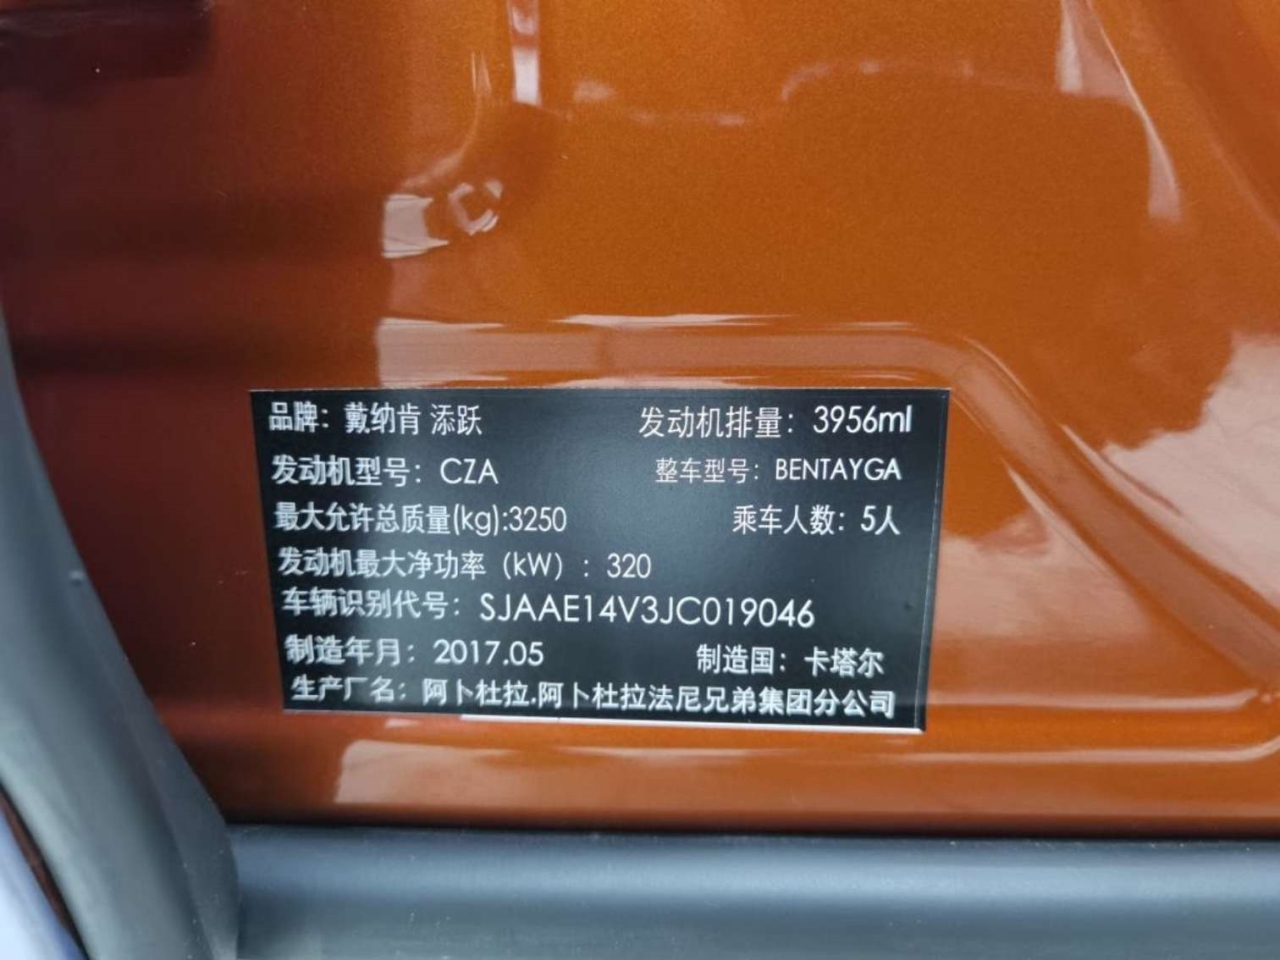 品牌：戴纳肯 添跃 发动机排量：3956ml
发动机型号：CZA 整车型号：BENTAYGA
最大允许总质量(kg):3250 乘车人数：5人
发动机最大净功率（kW）：320
车辆识别代号：SJAAE14V3JC019046
制造年月：2017.05 制造国：卡塔尔
生产厂名：阿卜杜拉.阿卜杜拉法尼兄弟集团分公司